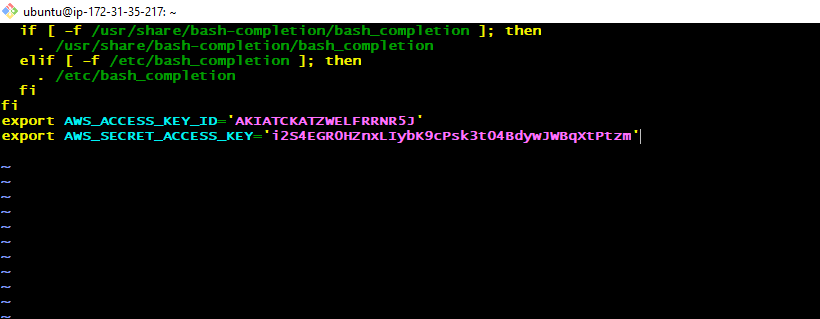 ubuntu@ip-172-31-35-217: ~
if [ -f /usr/share/bash-completion/bash_completion ]; then
. /usr/share/bash-completion/bash_completion
elif [ -f /etc/bash_completion ]; then
. /etc/bash_completion
fi
fi
export AWS_ACCESS_KEY_ID='AKIATCKATZWELFRRNR5J'
export AWS_SECRET_ACCESS_KEY='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'
~
~
~
~
~
~
~
~
~
~
~